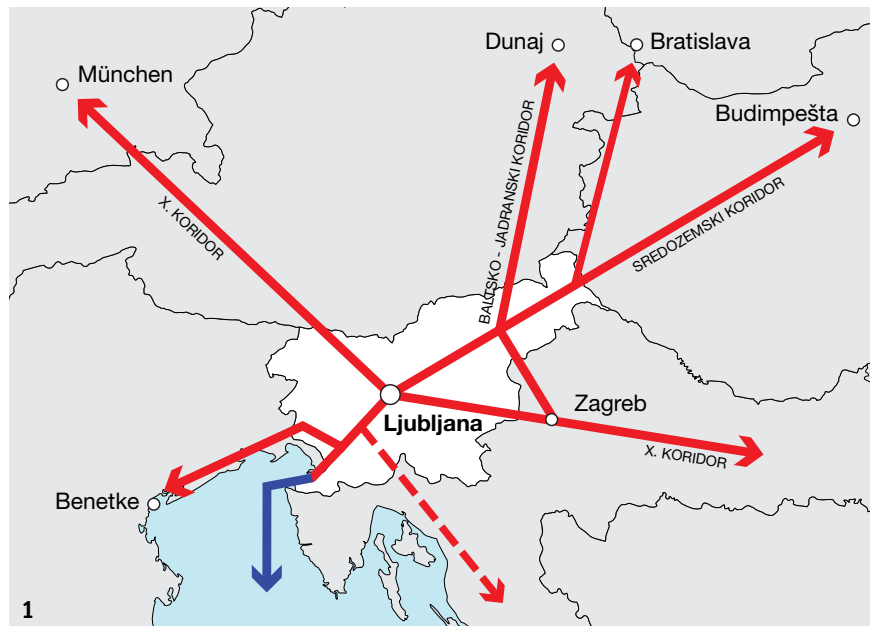 Dunaj
Bratislava
München
Budimpešta
X. KORIDOR
BALTSKO - JADRANSKI KORIDOR
SREDOZEMSKI KORIDOR
Ljubljana
Zagreb
X. KORIDOR
Benetke
1